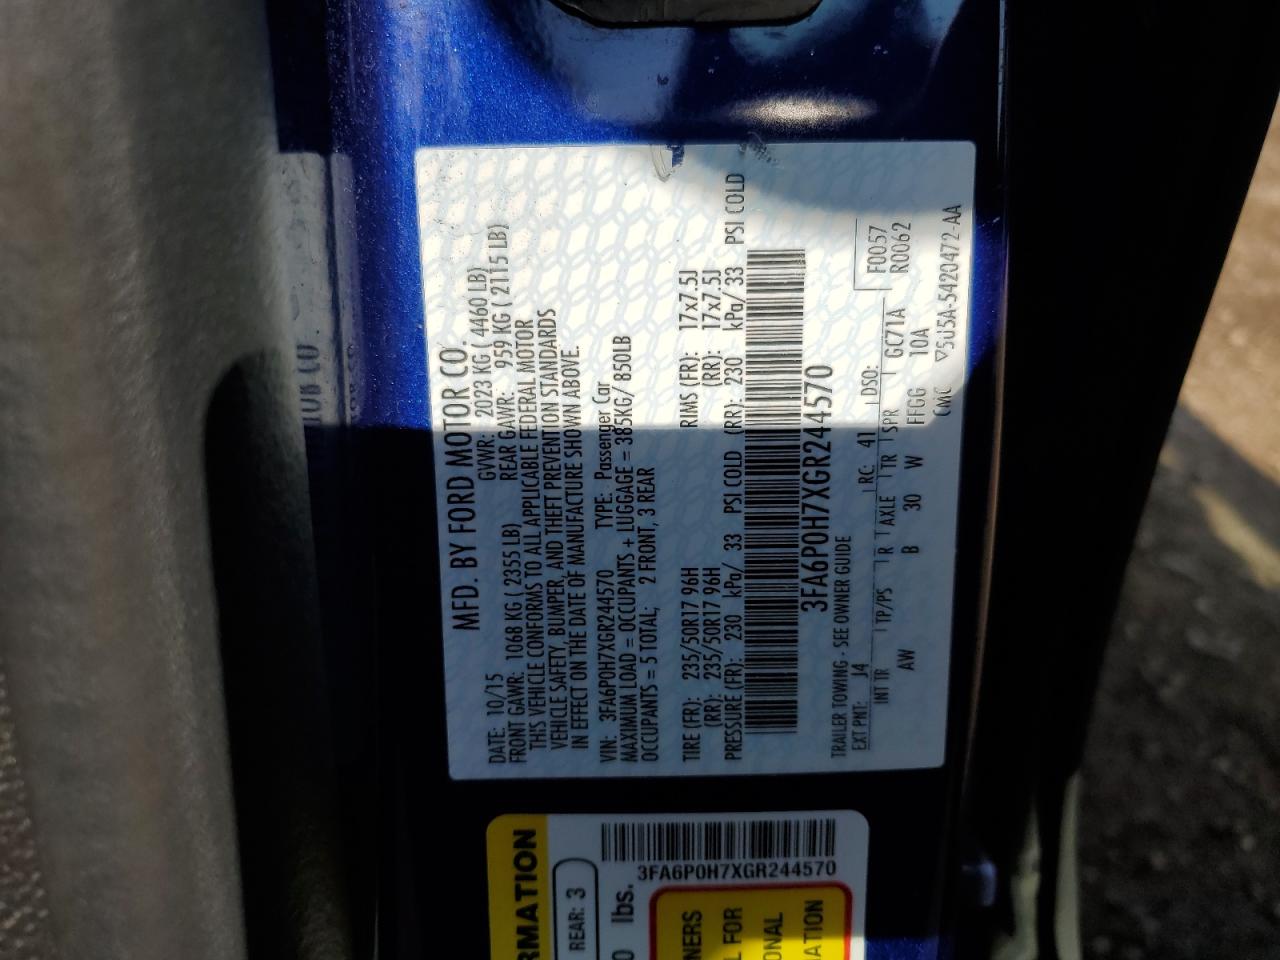 MFD. BY FORD MOTOR CO.
DATE: 10/15 GVWR: 2023 KG ( 4460 LB)
FRONT GAWR: 1068 KG ( 2355 LB) REAR GAWR: 959 KG ( 2115 LB)
THIS VEHICLE CONFORMS TO ALL APPLICABLE FEDERAL MOTOR
VEHICLE SAFETY, BUMPER, AND THEFT PREVENTION STANDARDS
IN EFFECT ON THE DATE OF MANUFACTURE SHOWN ABOVE.
VIN: 3FA6P0H7XGR244570 TYPE: Passenger Car
MAXIMUM LOAD = OCCUPANTS + LUGGAGE = 385KG/ 850LB
OCCUPANTS = 5 TOTAL; 2 FRONT, 3 REAR
TIRE (FR): 235/50R17 96H RIMS (FR): 17x7.5J
(RR): 235/50R17 96H (RR): 17x7.5J
PRESSURE (FR): 230 kPa/ 33 PSI COLD (RR): 230 kPa/ 33 PSI COLD
3FA6P0H7XGR244570
TRAILER TOWING - SEE OWNER GUIDE
EXT PNT: J4 RC: 41 DSO: F0057
INT TR TP/PS R AXLE TR SPR R0062
AW B 30 W FFGG GC71A
10A
CMC ▽5U5A-5420472-AA
RMATION
REAR: 3
0 lbs.
3FA6P0H7XGR244570
NERS
L FOR
ONAL
ATION